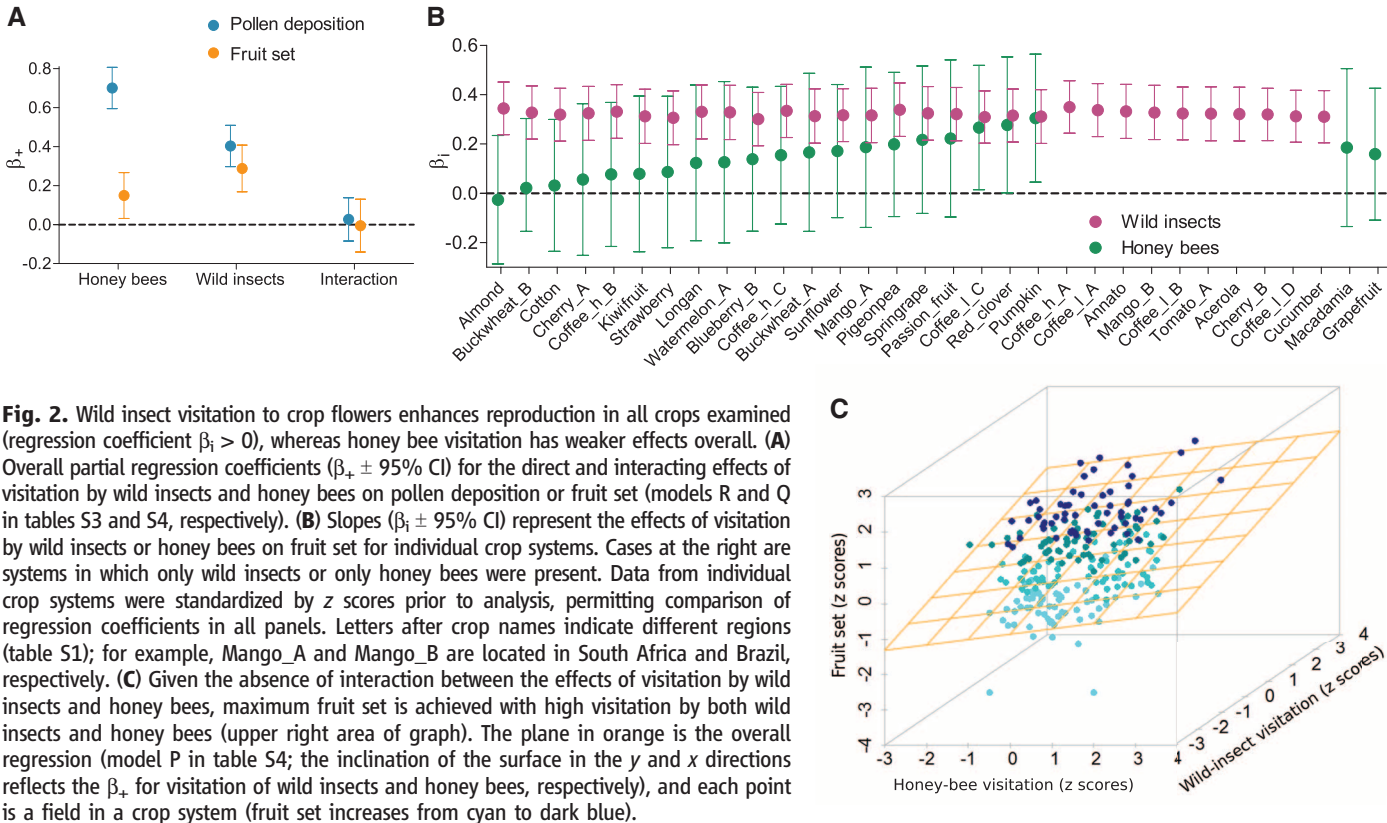 A
Pollen deposition
Fruit set
0.8
0.6
0.4
0.2
0.0
-0.2
β+
Honey bees
Wild insects
Interaction
B
0.6
0.4
0.2
0.0
-0.2
βi
Wild insects
Honey bees
Almond
Buckwheat_B
Cotton
Cherry_A
Coffee_h_B
Kiwifruit
Strawberry
Longan
Watermelon_A
Blueberry_B
Coffee_h_C
Buckwheat_A
Sunflower
Mango_A
Pigeonpea
Springrape
Passion_fruit
Coffee_l_C
Red_clover
Pumpkin
Coffee_h_A
Coffee_l_A
Annato
Mango_B
Coffee_l_B
Tomato_A
Acerola
Cherry_B
Coffee_l_D
Cucumber
Macadamia
Grapefruit
Fig. 2. Wild insect visitation to crop flowers enhances reproduction in all crops examined
(regression coefficient βi > 0), whereas honey bee visitation has weaker effects overall. (A)
Overall partial regression coefficients (β+ ± 95% CI) for the direct and interacting effects of
visitation by wild insects and honey bees on pollen deposition or fruit set (models R and Q
in tables S3 and S4, respectively). (B) Slopes (βi ± 95% CI) represent the effects of visitation
by wild insects or honey bees on fruit set for individual crop systems. Cases at the right are
systems in which only wild insects or only honey bees were present. Data from individual
crop systems were standardized by z scores prior to analysis, permitting comparison of
regression coefficients in all panels. Letters after crop names indicate different regions
(table S1); for example, Mango_A and Mango_B are located in South Africa and Brazil,
respectively. (C) Given the absence of interaction between the effects of visitation by wild
insects and honey bees, maximum fruit set is achieved with high visitation by both wild
insects and honey bees (upper right area of graph). The plane in orange is the overall
regression (model P in table S4; the inclination of the surface in the y and x directions
reflects the β+ for visitation of wild insects and honey bees, respectively), and each point
is a field in a crop system (fruit set increases from cyan to dark blue).
C
Fruit set (z scores)
3
2
1
0
-1
-2
-3
-4
-3
-2
-1
0
1
2
3
4
Honey-bee visitation (z scores)
-3
-2
-1
0
1
2
3
4
Wild-insect visitation (z scores)